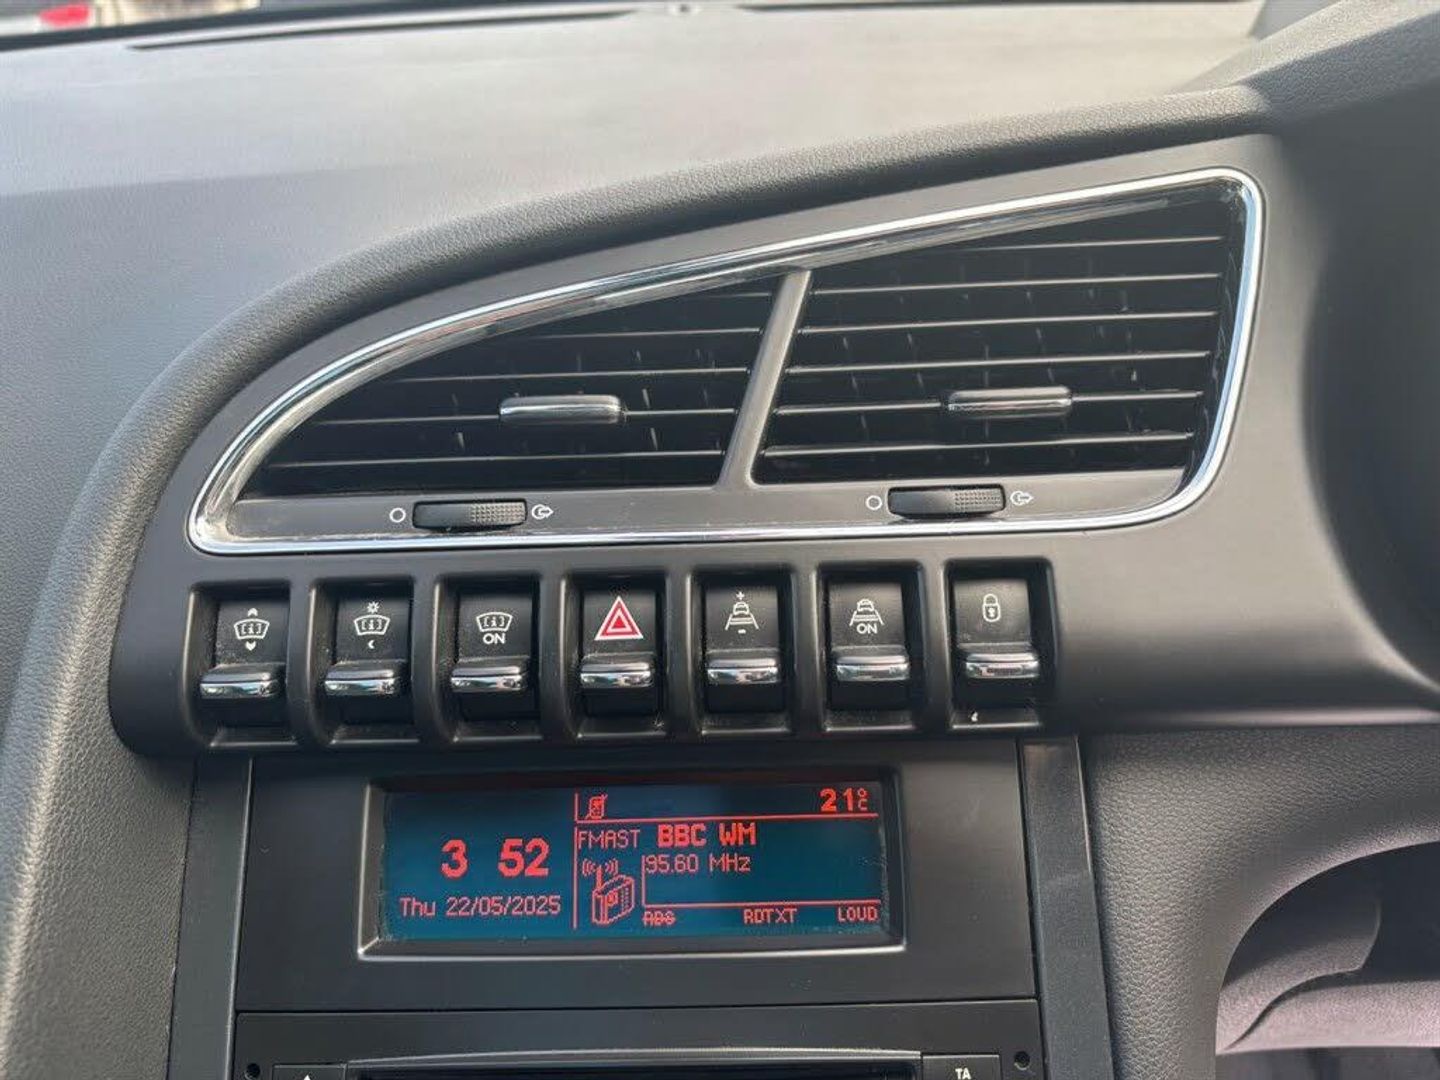 ON
ON
21°C
FMAST BBC WM
95.60 MHz
3 52
Thu 22/05/2025
RDS RDTXT LOUD
TA